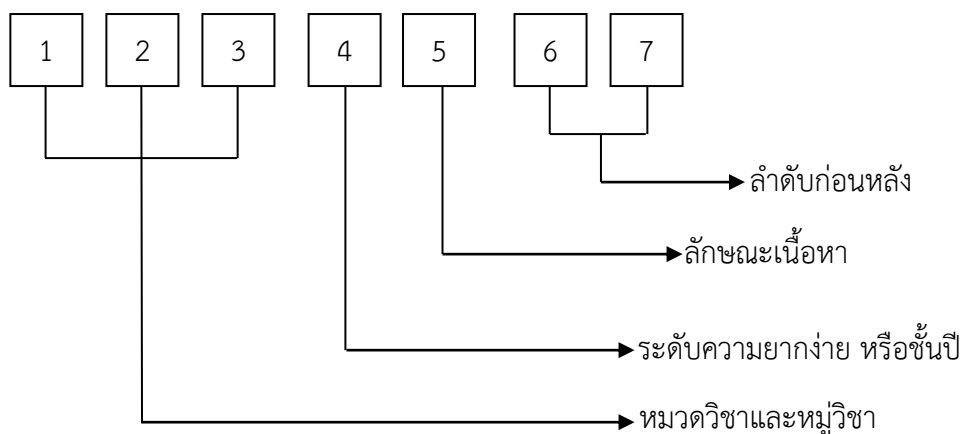 1 2 3 4 5 6 7
ลำดับก่อนหลัง
ลักษณะเนื้อหา
ระดับความยากง่าย หรือชั้นปี
หมวดวิชาและหมู่วิชา